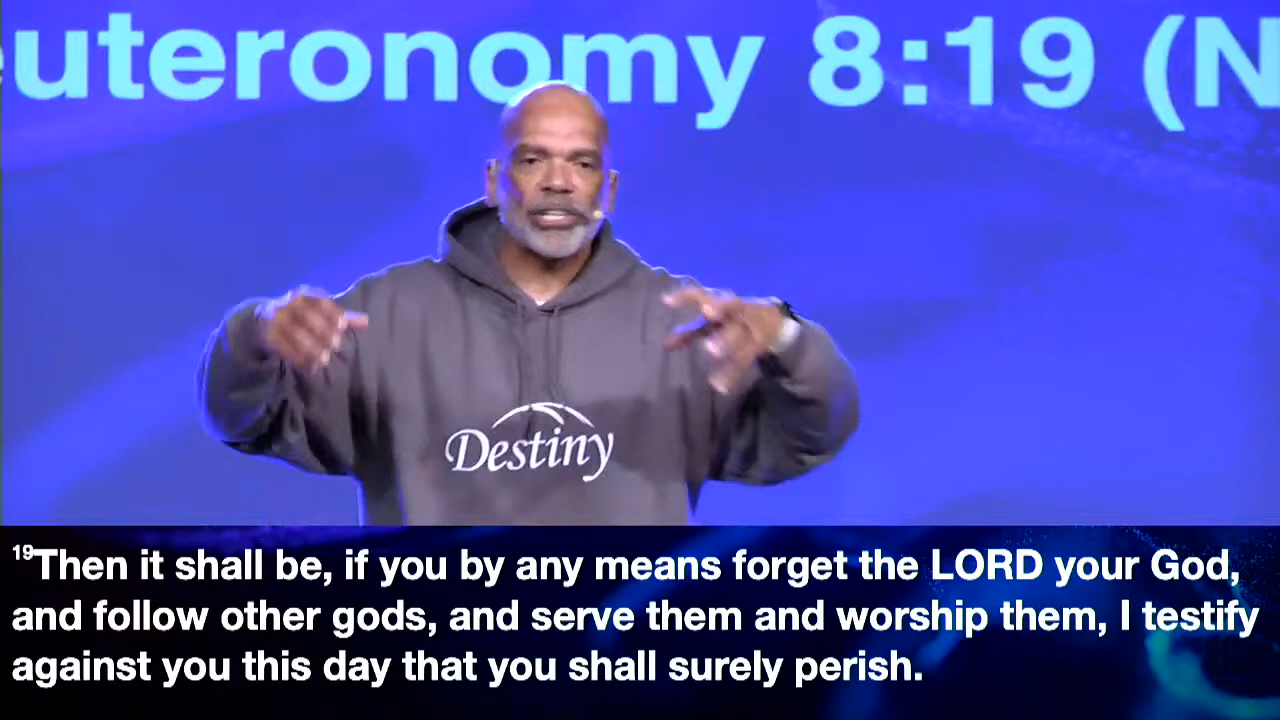 euteronomy 8:19 (N
Destiny
19Then it shall be, if you by any means forget the LORD your God,
and follow other gods, and serve them and worship them, I testify
against you this day that you shall surely perish.